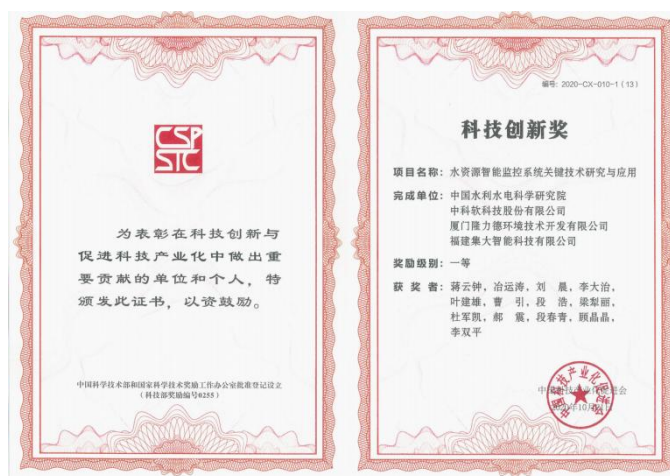 CSP
STC
为表彰在科技创新与
促进科技产业化中做出重
要贡献的单位和个人，特
颁发此证书，以资鼓励。
中国科学技术部和国家科学技术奖励工作办公室批准登记设立
（科技部奖励编号0255）
编号：2020-CX-010-1（13）
科技创新奖
项目名称：水资源智能监控系统关键技术研究与应用
完成单位：中国水利水电科学研究院
中科软科技股份有限公司
厦门隆力德环境技术开发有限公司
福建集大智能科技有限公司
奖励级别：一等
获 奖 者：蒋云钟，冶运涛，刘 晨，李大治，
叶建雄，曹 引，段 浩，梁犁丽，
杜军凯，郝 震，段春青，顾晶晶，
李双平
中国科技产业化促进会